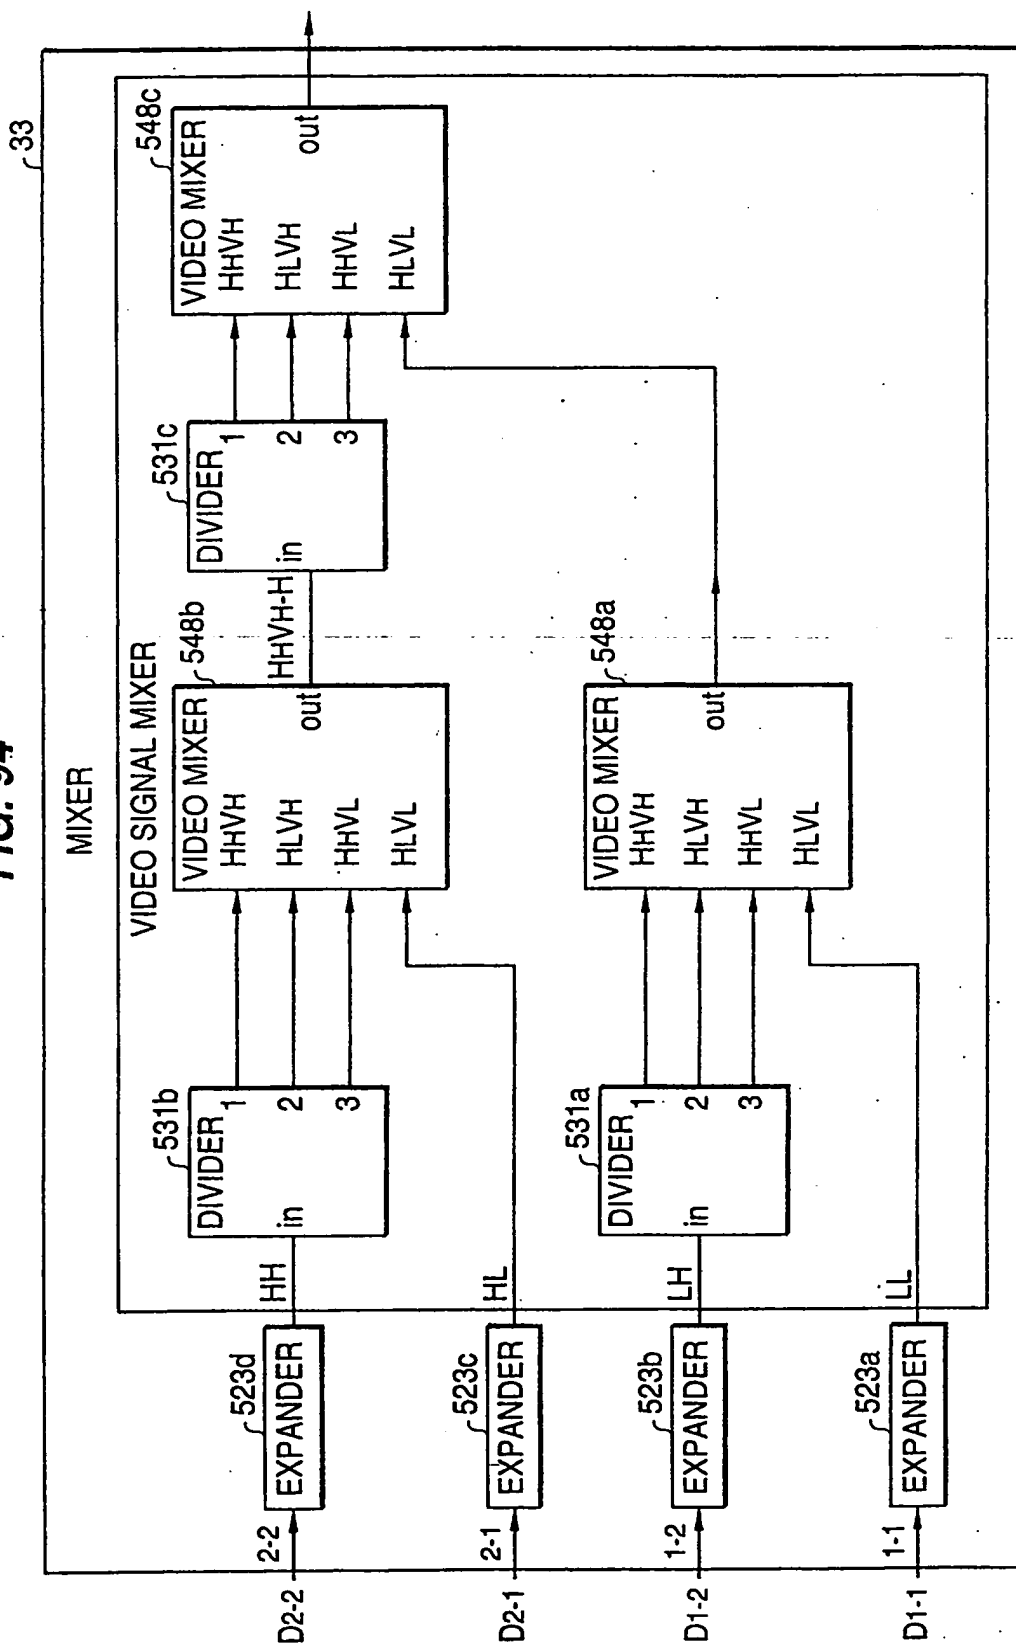 FIG. 94
33
MIXER
VIDEO SIGNAL MIXER
D2-2
2-2
EXPANDER
523d
HH
DIVIDER
531b
in
1
2
3
VIDEO MIXER
548b
HHVH
HLVH
HHVL
HLVL
out
HHVH-H
DIVIDER
531c
in
1
2
3
VIDEO MIXER
548c
HHVH
HLVH
HHVL
HLVL
out
D2-1
2-1
EXPANDER
523c
HL
D1-2
1-2
EXPANDER
523b
LH
DIVIDER
531a
in
1
2
3
VIDEO MIXER
548a
HHVH
HLVH
HHVL
HLVL
out
D1-1
1-1
EXPANDER
523a
LL